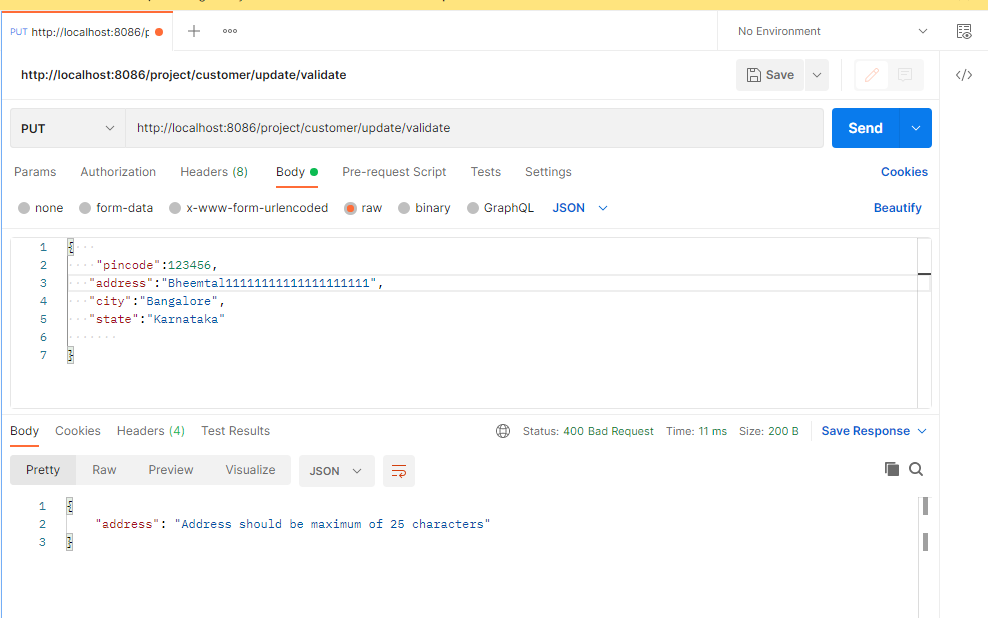 PUT http://localhost:8086/p
No Environment
http://localhost:8086/project/customer/update/validate
Save
PUT http://localhost:8086/project/customer/update/validate Send
Params Authorization Headers (8) Body Pre-request Script Tests Settings Cookies
none form-data x-www-form-urlencoded raw binary GraphQL JSON Beautify
1 {
2 "pincode":123456,
3 "address":"Bheemtal11111111111111111111",
4 "city":"Bangalore",
5 "state":"Karnataka"
6
7 }
Body Cookies Headers (4) Test Results Status: 400 Bad Request Time: 11 ms Size: 200 B Save Response
Pretty Raw Preview Visualize JSON
1 {
2 "address": "Address should be maximum of 25 characters"
3 }